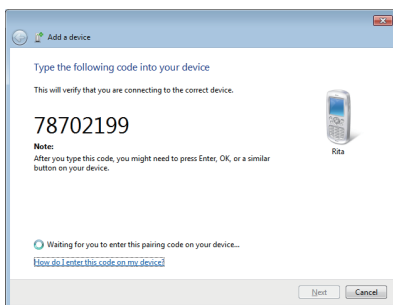 Add a device
Type the following code into your device
This will verify that you are connecting to the correct device.
78702199
Note:
After you type this code, you might need to press Enter, OK, or a similar
button on your device.
Rita
Waiting for you to enter this pairing code on your device...
How do I enter this code on my device?
Next
Cancel